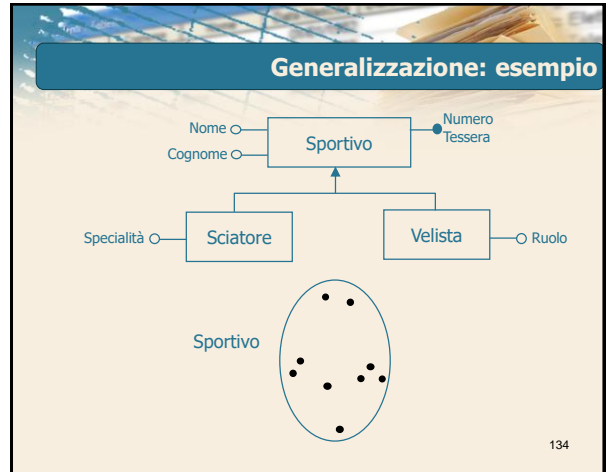 Generalizzazione: esempio
Nome
Cognome
Sportivo
Numero
Tessera
Specialità
Sciatore
Velista
Ruolo
Sportivo
134